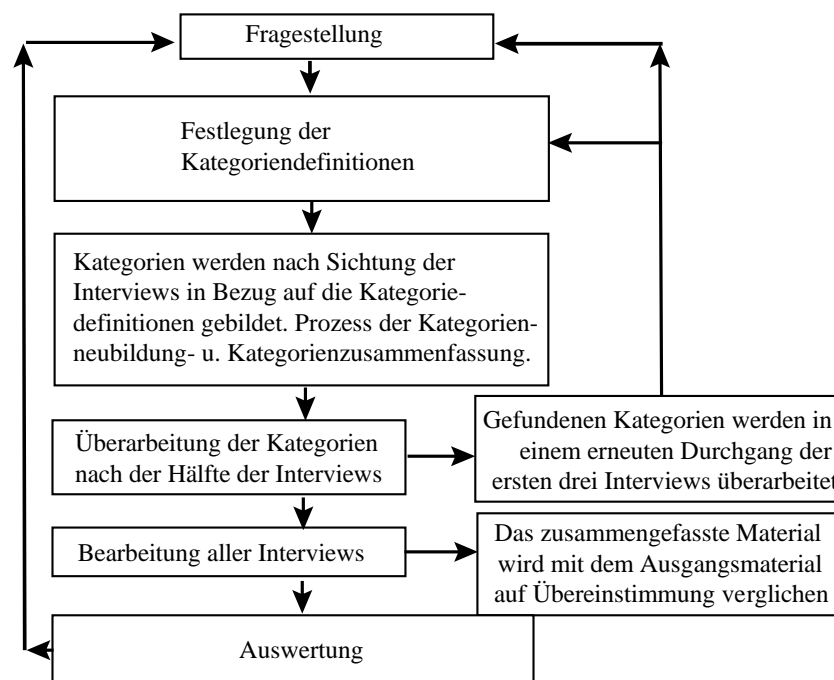 Fragestellung
Festlegung der
Kategoriendefinitionen
Kategorien werden nach Sichtung der
Interviews in Bezug auf die Kategorie-
definitionen gebildet. Prozess der Kategorien-
neubildung- u. Kategorienzusammenfassung.
Überarbeitung der Kategorien
nach der Hälfte der Interviews
Gefundenen Kategorien werden in
einem erneuten Durchgang der
ersten drei Interviews überarbeitet
Bearbeitung aller Interviews
Das zusammengefasste Material
wird mit dem Ausgangsmaterial
auf Übereinstimmung verglichen
Auswertung